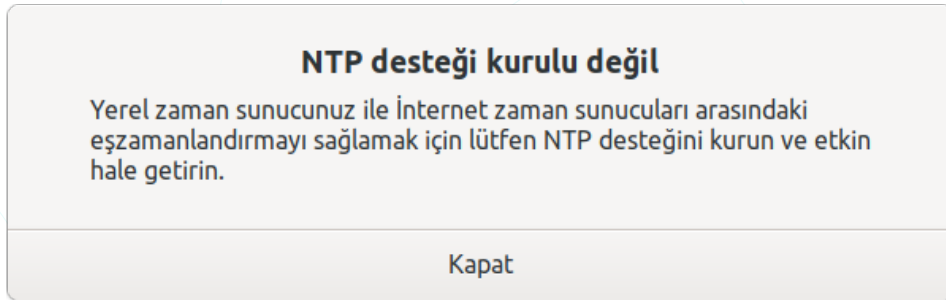 NTP desteği kurulu değil
Yerel zaman sunucunuz ile İnternet zaman sunucuları arasındaki
eşzamanlandırmayı sağlamak için lütfen NTP desteğini kurun ve etkin
hale getirin.
Kapat